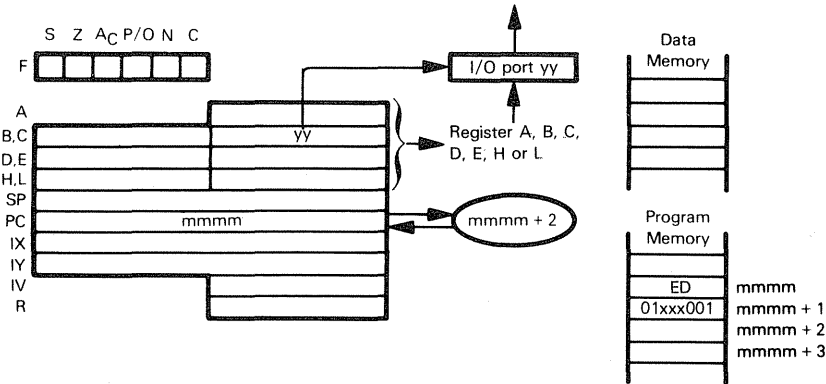 S Z AC P/O N C
F
A
B,C
D,E
H,L
SP
PC
IX
IY
IV
R
yy
mmmm
I/O port yy
Register A, B, C,
D, E, H or L
mmmm + 2
Data
Memory
Program
Memory
ED mmmm
01xxx001 mmmm + 1
mmmm + 2
mmmm + 3